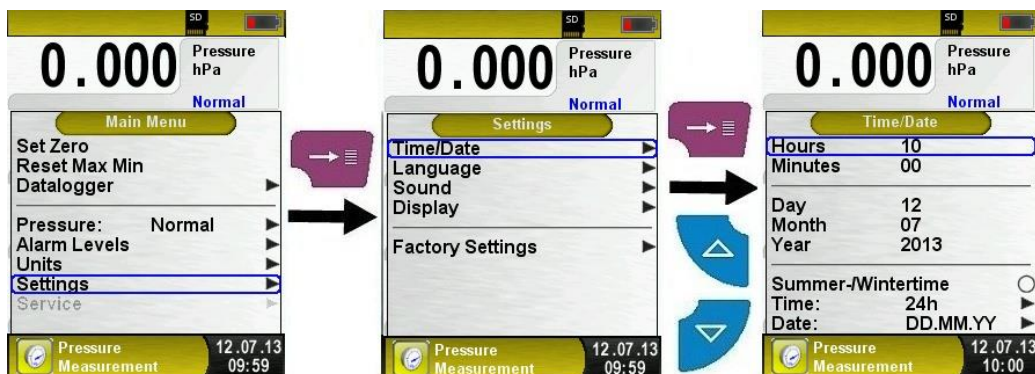 SD
0.000 Pressure
hPa
Normal
Main Menu
Set Zero
Reset Max Min
Datalogger
Pressure: Normal
Alarm Levels
Units
Settings
Service
Pressure 12.07.13
Measurement 09:59
SD
0.000 Pressure
hPa
Normal
Settings
Time/Date
Language
Sound
Display
Factory Settings
Pressure 12.07.13
Measurement 09:59
SD
0.000 Pressure
hPa
Normal
Time/Date
Hours 10
Minutes 00
Day 12
Month 07
Year 2013
Summer-/Wintertime
Time: 24h
Date: DD.MM.YY
Pressure 12.07.13
Measurement 10:00